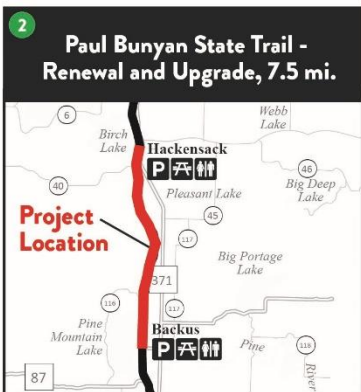 2
Paul Bunyan State Trail -
Renewal and Upgrade, 7.5 mi.
6
Webb
Lake
Birch
Lake
Hackensack
P
46
Big Deep
Lake
40
Pleasant Lake
45
Project
Location
117
Big Portage
Lake
371
116
117
Pine
Mountain
Lake
Backus
P
Pine
118
87
River